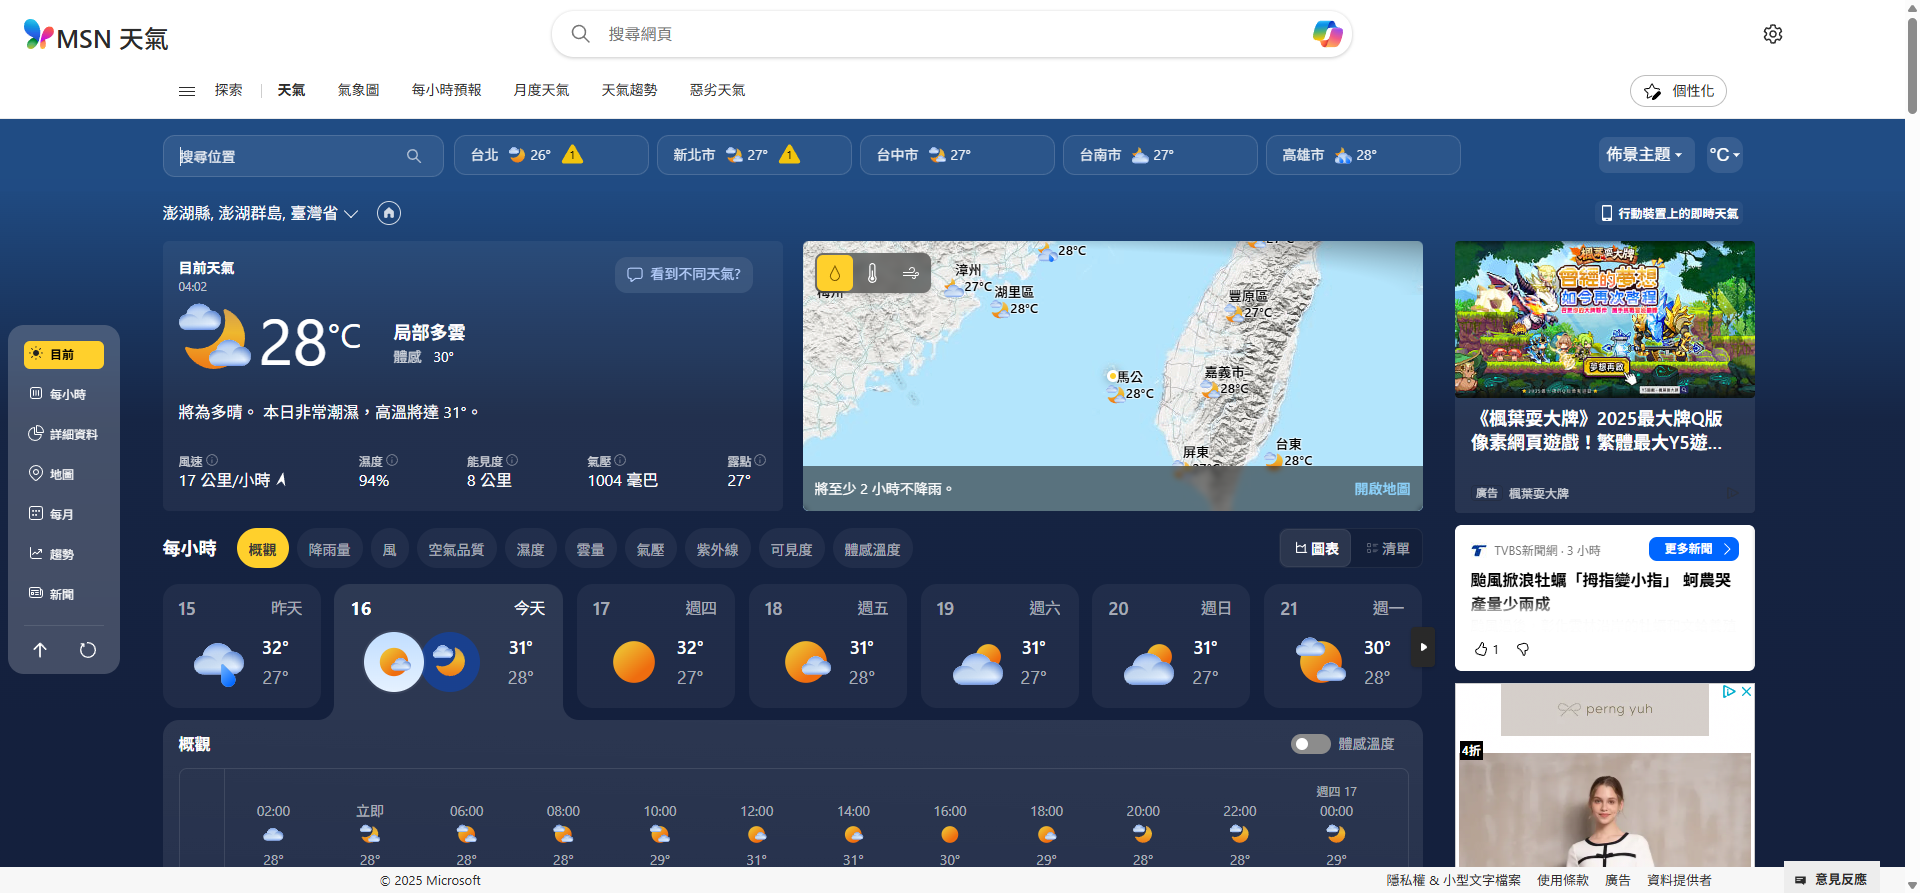 MSN 天氣
搜尋網頁
探索
天氣
氣象圖
每小時預報
月度天氣
天氣趨勢
惡劣天氣
個性化
搜尋位置
台北 26° 1
新北市 27° 1
台中市 27°
台南市 27°
高雄市 28°
佈景主題
°C
澎湖縣, 澎湖群島, 臺灣省
行動裝置上的即時天氣
目前
每小時
詳細資料
地圖
每月
趨勢
新聞
目前天氣
04:02
看到不同天氣?
28°C
局部多雲
體感 30°
將為多晴。 本日非常潮濕，高溫將達 31°。
風速
17 公里/小時
濕度
94%
能見度
8 公里
氣壓
1004 毫巴
露點
27°
28°C
漳州
27°C
湖里區
28°C
豐原區
27°C
馬公
28°C
嘉義市
28°C
屏東
台東
28°C
將至少 2 小時不降雨。
開啟地圖
曾經的夢想
如今再次啓程
夢想再啟
《楓葉耍大牌》2025最大牌Q版
像素網頁遊戲！繁體最大Y5遊...
廣告 楓葉耍大牌
TVBS新聞網 · 3 小時
更多新聞
颱風掀浪牡蠣「拇指變小指」 蚵農哭
產量少兩成
1
perng yuh
4折
每小時
概觀
降雨量
風
空氣品質
濕度
雲量
氣壓
紫外線
可見度
體感溫度
圖表
清單
15 昨天
32°
27°
16 今天
31°
28°
17 週四
32°
27°
18 週五
31°
28°
19 週六
31°
27°
20 週日
31°
27°
21 週一
30°
28°
概觀
體感溫度
週四 17
02:00 立即 06:00 08:00 10:00 12:00 14:00 16:00 18:00 20:00 22:00 00:00
28° 28° 28° 28° 29° 31° 31° 30° 29° 28° 28° 29°
© 2025 Microsoft
隱私權 & 小型文字檔案
使用條款
廣告
資料提供者
意見反應